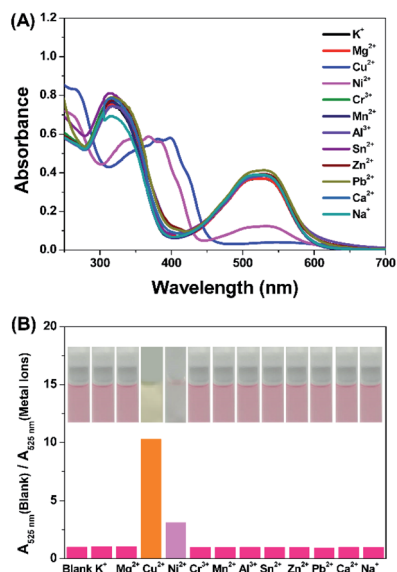 (A)
1.2
1.0
0.8
0.6
0.4
0.2
0.0
Absorbance
K⁺
Mg²⁺
Cu²⁺
Ni²⁺
Cr³⁺
Mn²⁺
Al³⁺
Sn²⁺
Zn²⁺
Pb²⁺
Ca²⁺
Na⁺
300 400 500 600 700
Wavelength (nm)
(B)
20
15
10
5
0
A525 nm(Blank) / A525 nm(Metal Ions)
Blank K⁺ Mg²⁺ Cu²⁺ Ni²⁺ Cr³⁺ Mn²⁺ Al³⁺ Sn²⁺ Zn²⁺ Pb²⁺ Ca²⁺ Na⁺